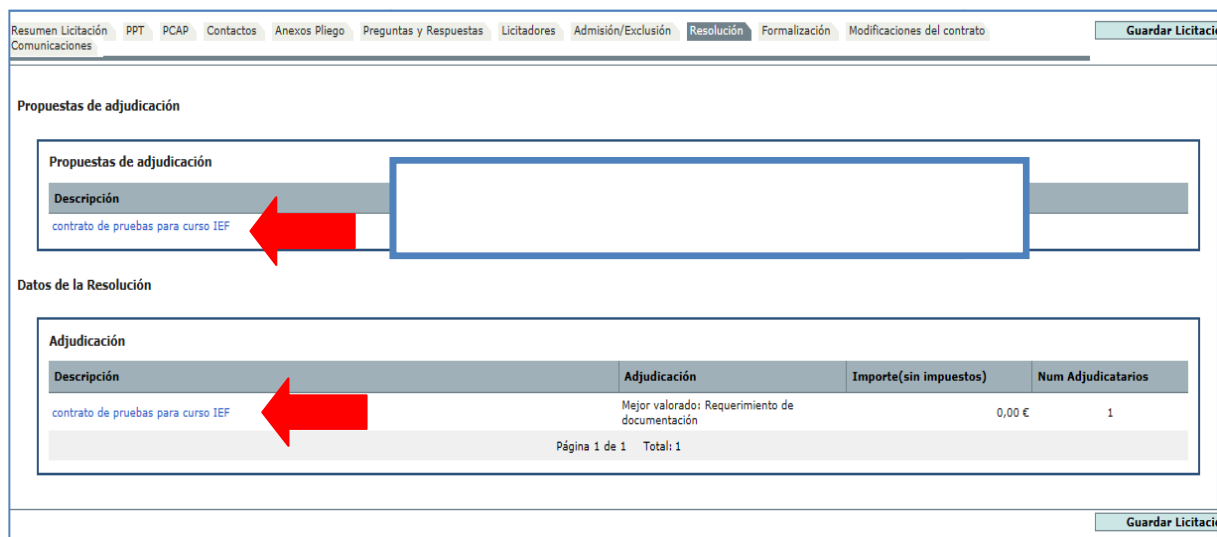 Resumen Licitación PPT PCAP Contactos Anexos Pliego Preguntas y Respuestas Licitadores Admisión/Exclusión Resolución Formalización Modificaciones del contrato Guardar Licitació
Comunicaciones
Propuestas de adjudicación
Propuestas de adjudicación
Descripción
contrato de pruebas para curso IEF
Datos de la Resolución
Adjudicación
Descripción Adjudicación Importe(sin impuestos) Num Adjudicatarios
contrato de pruebas para curso IEF Mejor valorado: Requerimiento de documentación 0,00 € 1
Página 1 de 1 Total: 1
Guardar Licitació